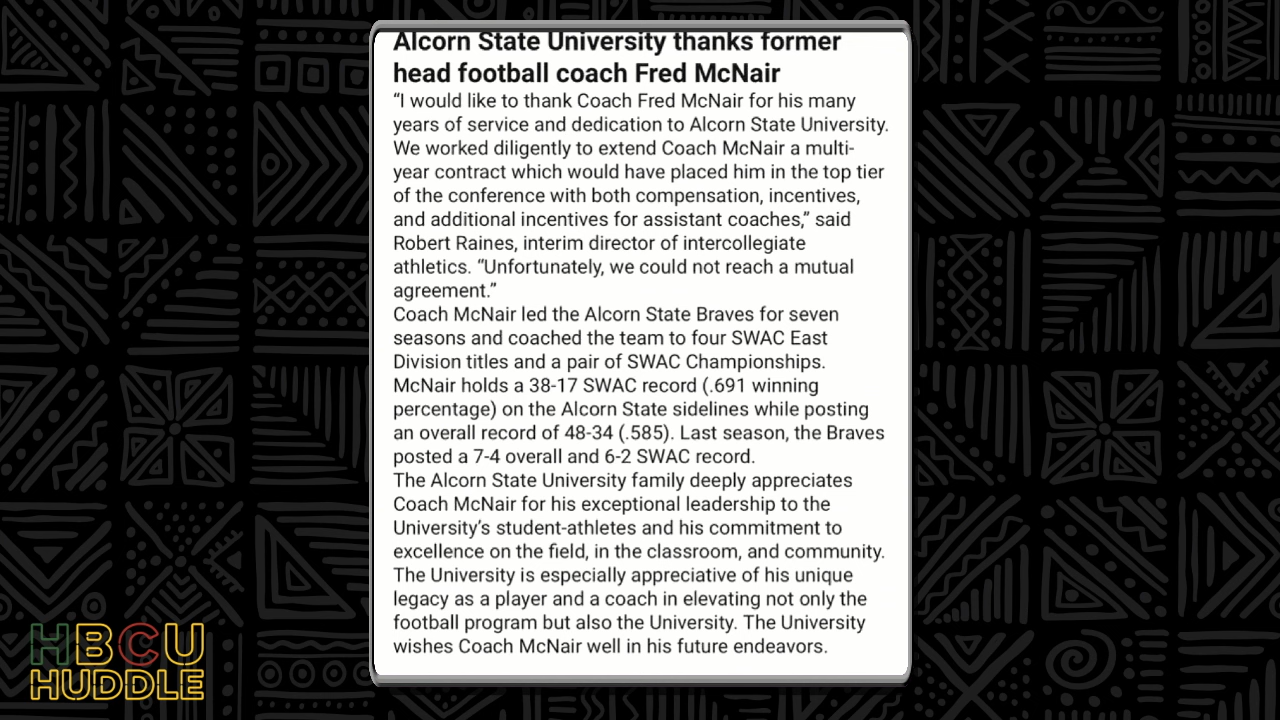 Alcorn State University thanks former
head football coach Fred McNair
“I would like to thank Coach Fred McNair for his many
years of service and dedication to Alcorn State University.
We worked diligently to extend Coach McNair a multi-
year contract which would have placed him in the top tier
of the conference with both compensation, incentives,
and additional incentives for assistant coaches,” said
Robert Raines, interim director of intercollegiate
athletics. “Unfortunately, we could not reach a mutual
agreement.”
Coach McNair led the Alcorn State Braves for seven
seasons and coached the team to four SWAC East
Division titles and a pair of SWAC Championships.
McNair holds a 38-17 SWAC record (.691 winning
percentage) on the Alcorn State sidelines while posting
an overall record of 48-34 (.585). Last season, the Braves
posted a 7-4 overall and 6-2 SWAC record.
The Alcorn State University family deeply appreciates
Coach McNair for his exceptional leadership to the
University’s student-athletes and his commitment to
excellence on the field, in the classroom, and community.
The University is especially appreciative of his unique
legacy as a player and a coach in elevating not only the
football program but also the University. The University
wishes Coach McNair well in his future endeavors.
HBCU
HUDDLE